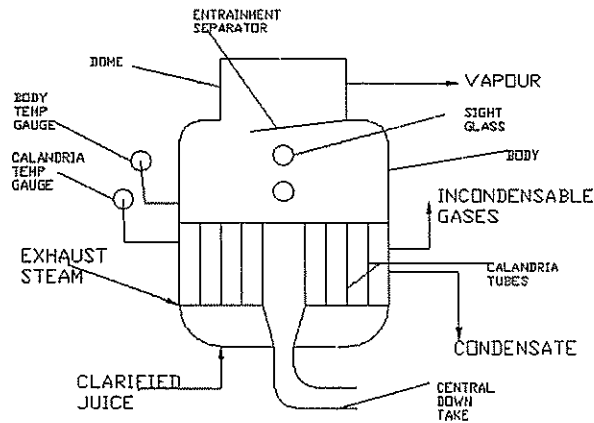 ENTRAINMENT
SEPARATOR
DOME
VAPOUR
BODY
TEMP
GAUGE
SIGHT
GLASS
CALANDRIA
TEMP
GAUGE
BODY
INCONDENSABLE
GASES
EXHAUST
STEAM
CALANDRIA
TUBES
CONDENSATE
CLARIFIED
JUICE
CENTRAL
DOWN
TAKE